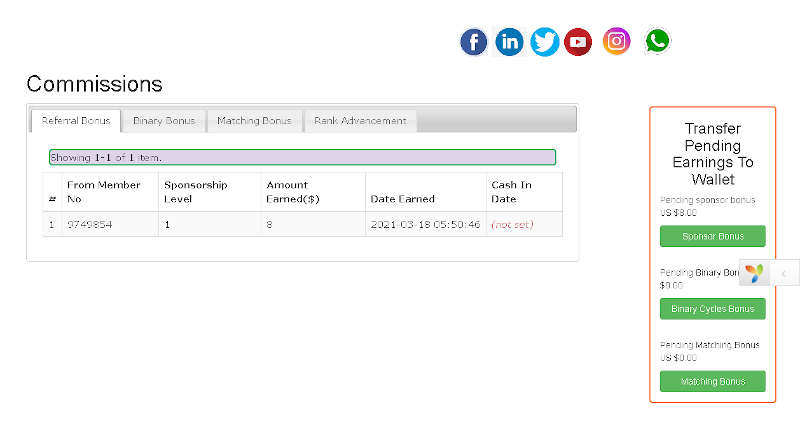 Commissions
Referral Bonus
Binary Bonus
Matching Bonus
Rank Advancement
Showing 1-1 of 1 item.
# From Member No Sponsorship Level Amount Earned($) Date Earned Cash In Date
1 9749854 1 8 2021-03-18 05:50:46 (not set)
Transfer
Pending
Earnings To
Wallet
Pending sponsor bonus
US $8.00
Sponsor Bonus
Pending Binary
$0.00
Binary Cycles Bonus
Pending Matching Bonus
US $0.00
Matching Bonus